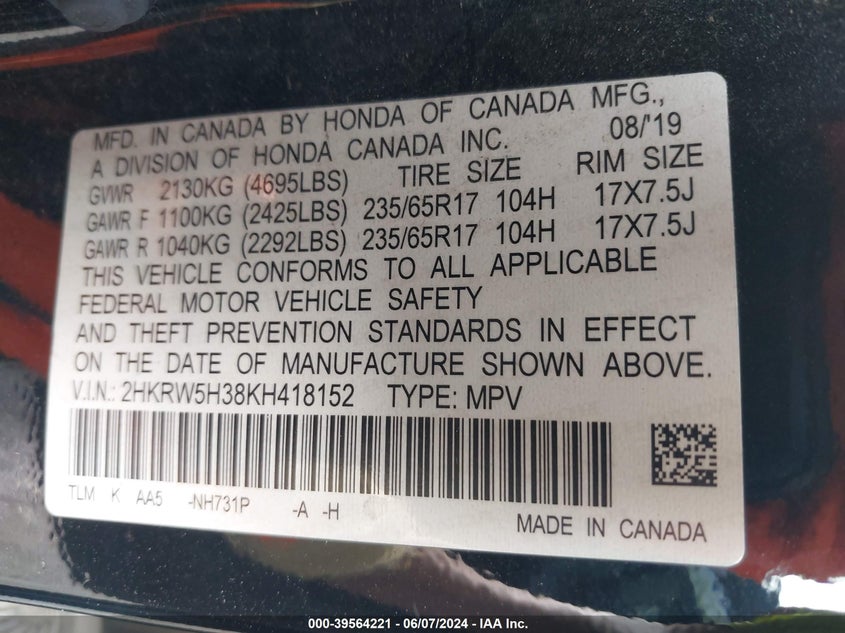 MFD. IN CANADA BY HONDA OF CANADA MFG.,
A DIVISION OF HONDA CANADA INC. 08/'19
GVWR 2130KG (4695LBS) TIRE SIZE RIM SIZE
GAWR F 1100KG (2425LBS) 235/65R17 104H 17X7.5J
GAWR R 1040KG (2292LBS) 235/65R17 104H 17X7.5J
THIS VEHICLE CONFORMS TO ALL APPLICABLE
FEDERAL MOTOR VEHICLE SAFETY
AND THEFT PREVENTION STANDARDS IN EFFECT
ON THE DATE OF MANUFACTURE SHOWN ABOVE.
V.I.N.: 2HKRW5H38KH418152 TYPE: MPV
TLM K AA5 -NH731P -A -H
MADE IN CANADA
000-39564221 - 06/07/2024 - IAA Inc.